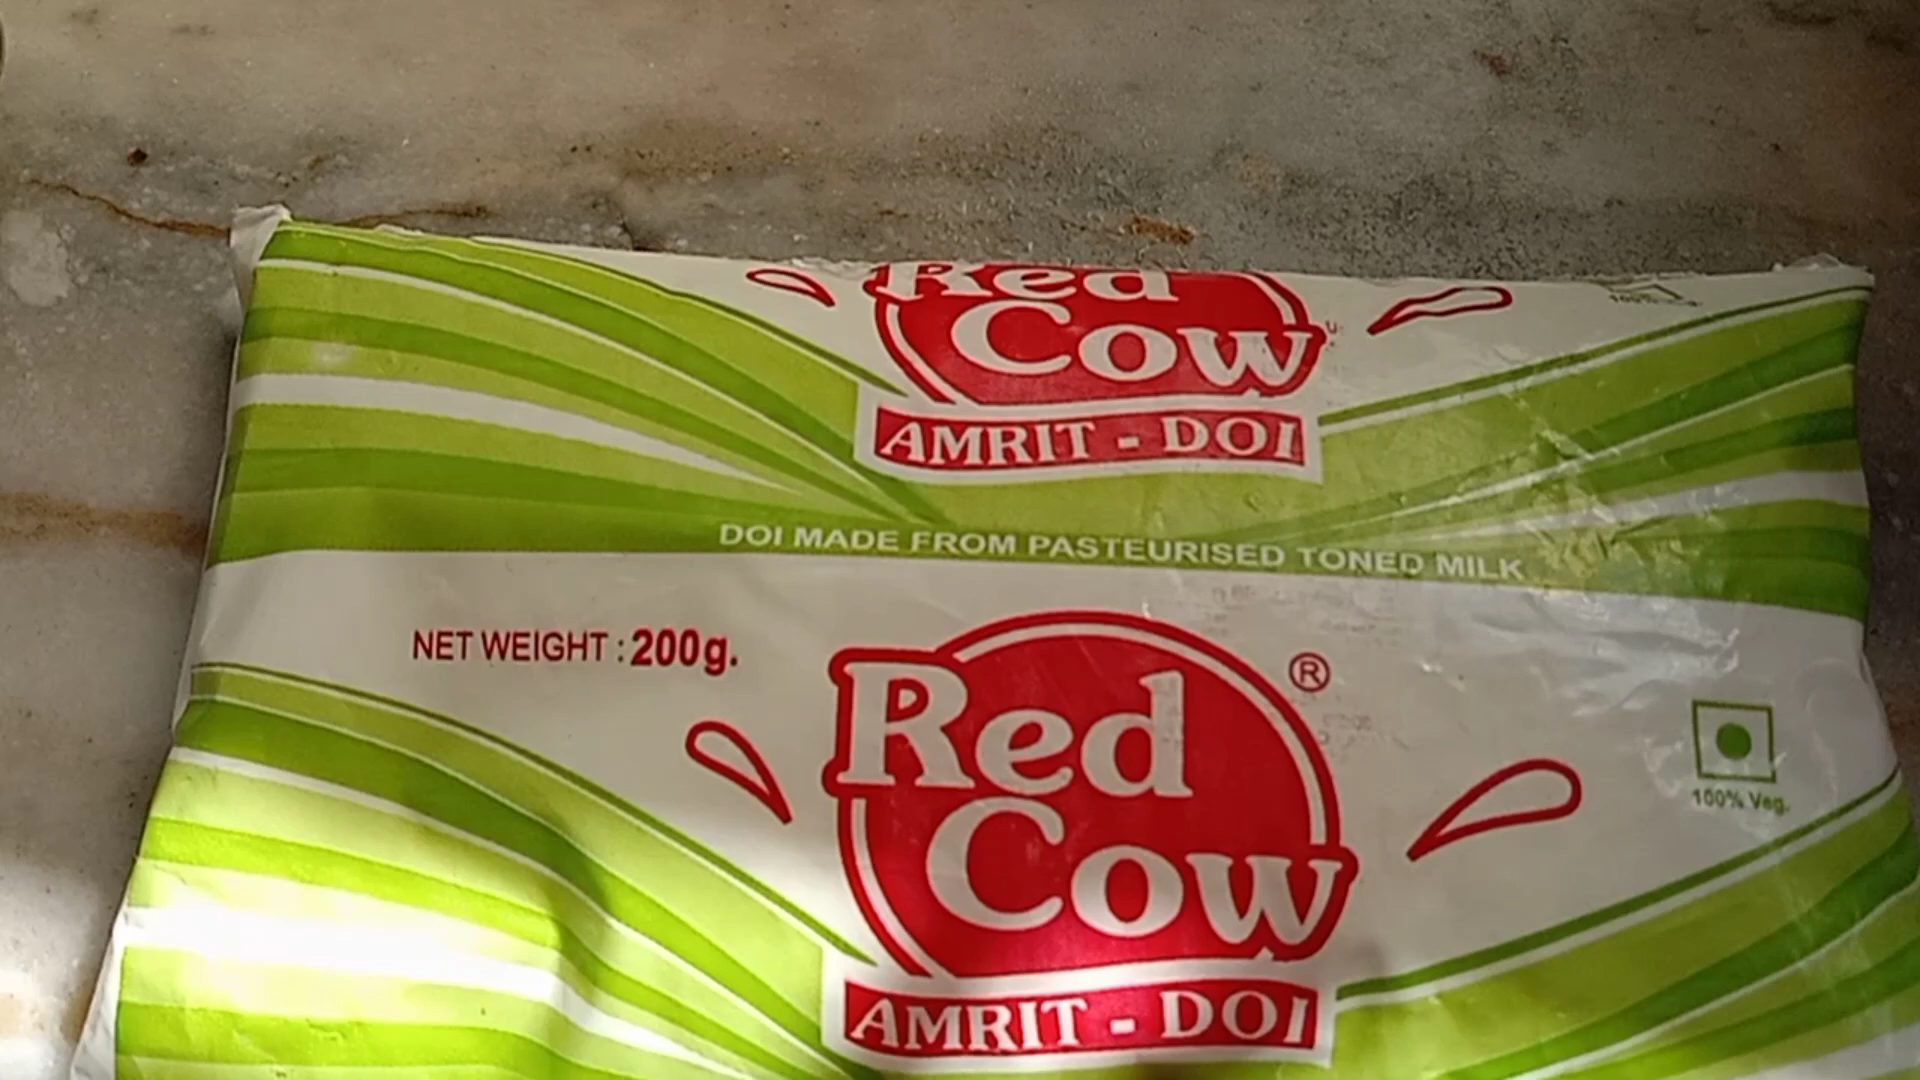 Red
Cow
AMRIT - DOI
DOI MADE FROM PASTEURISED TONED MILK
NET WEIGHT : 200g.
Red
Cow
®
100% Veg.
AMRIT - DOI